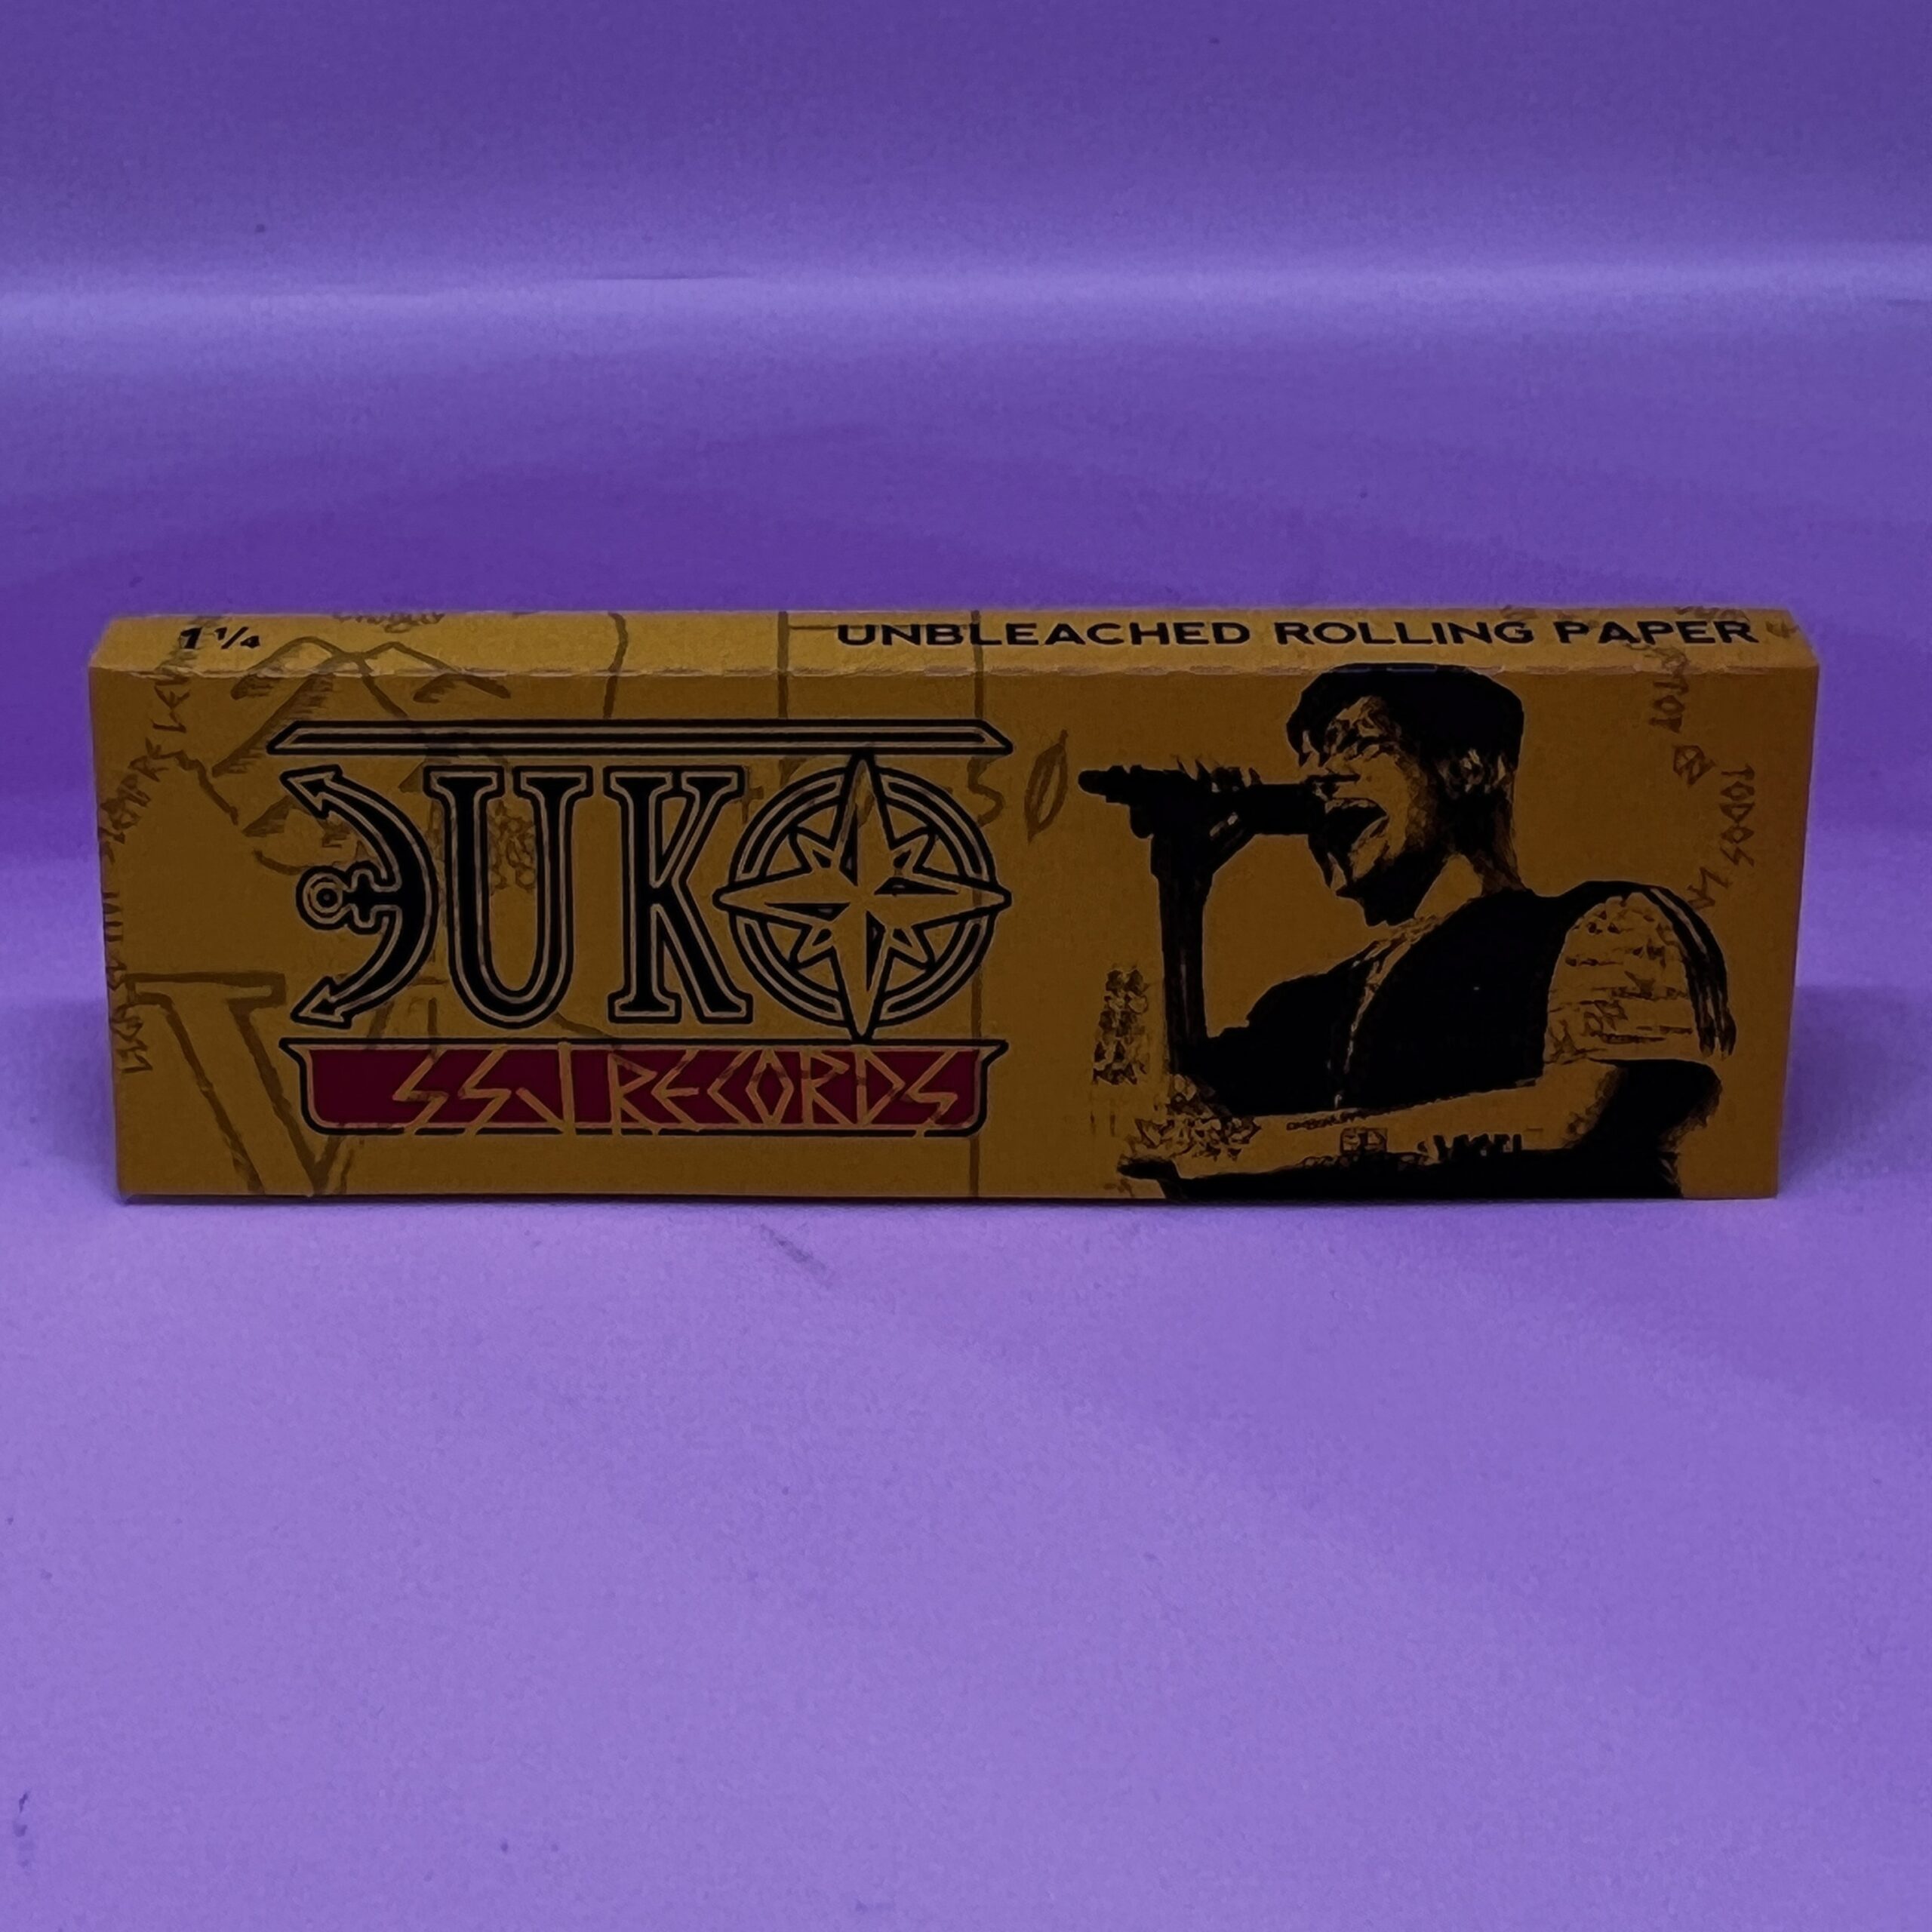 1 1/4
UNBLEACHED ROLLING PAPER
DUKO
SSJ RECORDS
TODOS